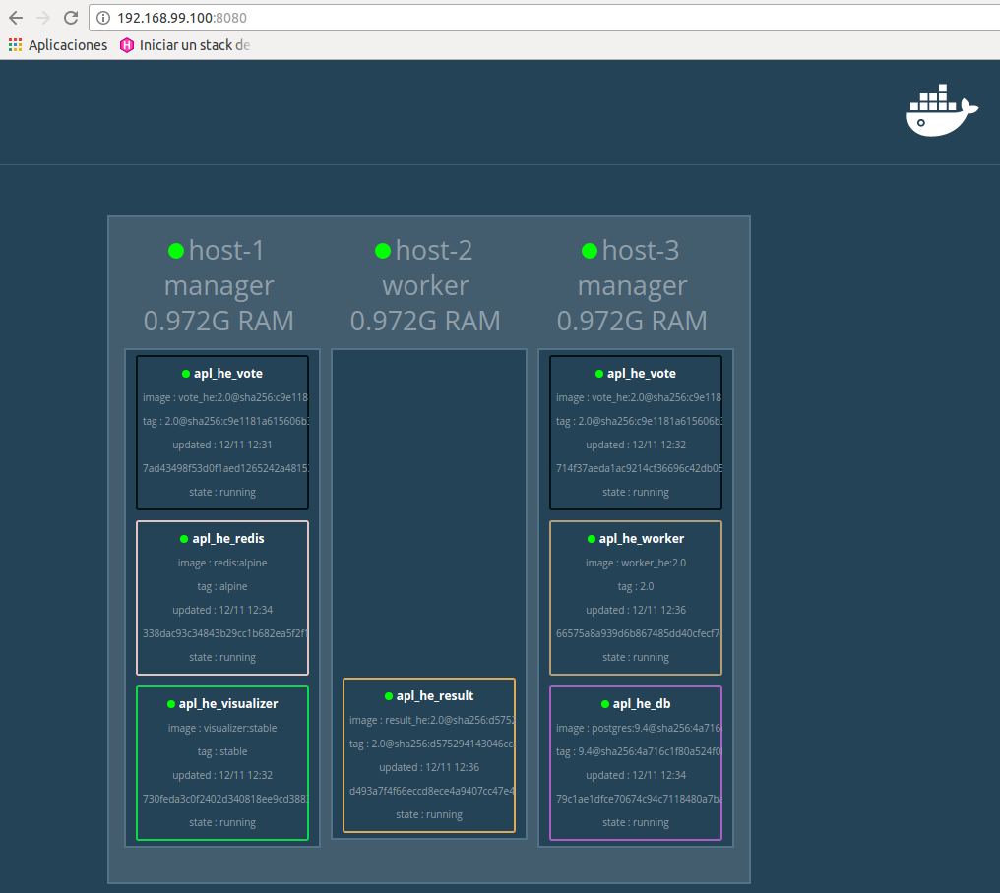 192.168.99.100:8080
Aplicaciones
Iniciar un stack de
host-1
manager
0.972G RAM
apl_he_vote
image : vote_he:2.0@sha256:c9e118
tag : 2.0@sha256:c9e1181a615606b3
updated : 12/11 12:31
7ad43498f53d0f1aed1265242a4815
state : running
apl_he_redis
image : redis:alpine
tag : alpine
updated : 12/11 12:34
338dac93c34843b29cc1b682ea5f2f1
state : running
apl_he_visualizer
image : visualizer:stable
tag : stable
updated : 12/11 12:32
730feda3c0f2402d340818ee9cd388
state : running
host-2
worker
0.972G RAM
apl_he_result
image : result_he:2.0@sha256:d575
tag : 2.0@sha256:d575294143046cc
updated : 12/11 12:36
d493a7f4f66eccd8ece4a9407cc47e4
state : running
host-3
manager
0.972G RAM
apl_he_vote
image : vote_he:2.0@sha256:c9e118
tag : 2.0@sha256:c9e1181a615606b3
updated : 12/11 12:32
714f37aeda1ac9214cf36696c42db05
state : running
apl_he_worker
image : worker_he:2.0
tag : 2.0
updated : 12/11 12:36
66575a8a939d6b867485dd40cfecf7
state : running
apl_he_db
image : postgres:9.4@sha256:4a716
tag : 9.4@sha256:4a716c1f80a524f0
updated : 12/11 12:34
79c1ae1dfce70674c94c7118480a7ba
state : running